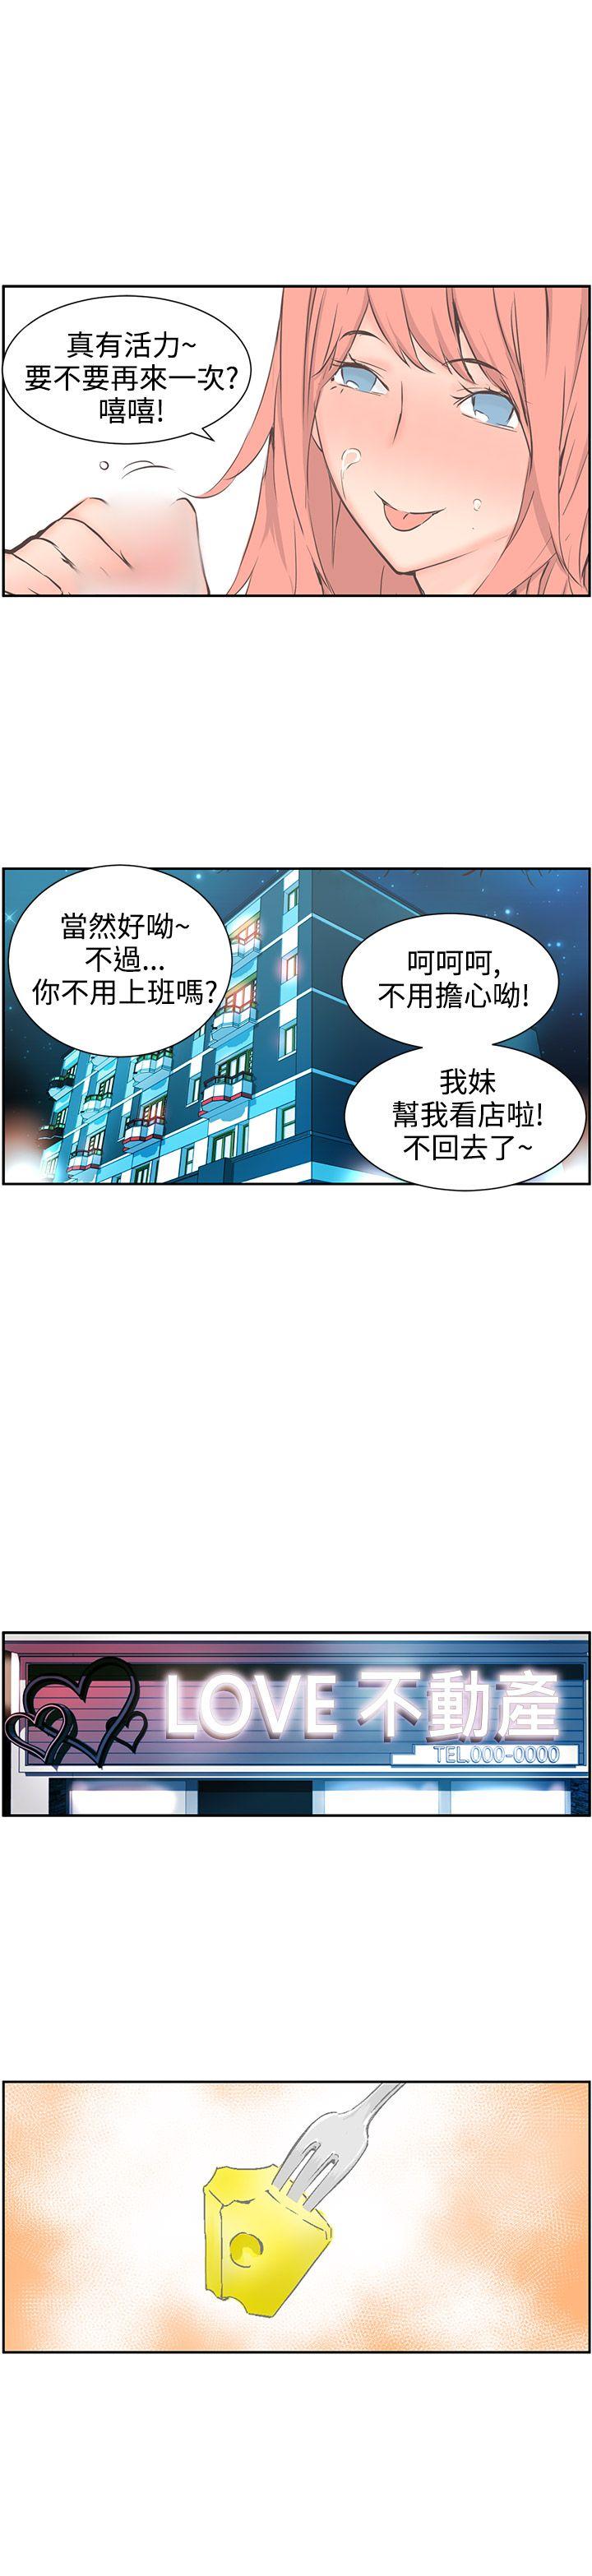 真有活力~
要不要再來一次?
嘻嘻!
當然好呦~
不過...
你不用上班嗎?
呵呵呵,
不用擔心呦!
我妹
幫我看店啦!
不回去了~
LOVE 不動產
TEL.000-0000